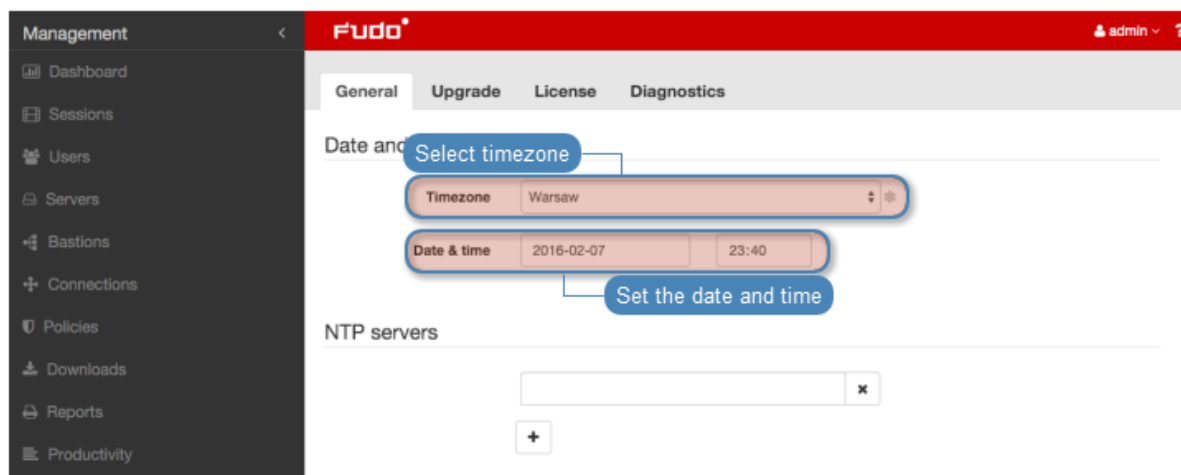 Management
FUDO
admin
?
Dashboard
Sessions
Users
Servers
Bastions
Connections
Policies
Downloads
Reports
Productivity
General Upgrade License Diagnostics
Date and
Select timezone
Timezone Warsaw
Date & time 2016-02-07 23:40
Set the date and time
NTP servers